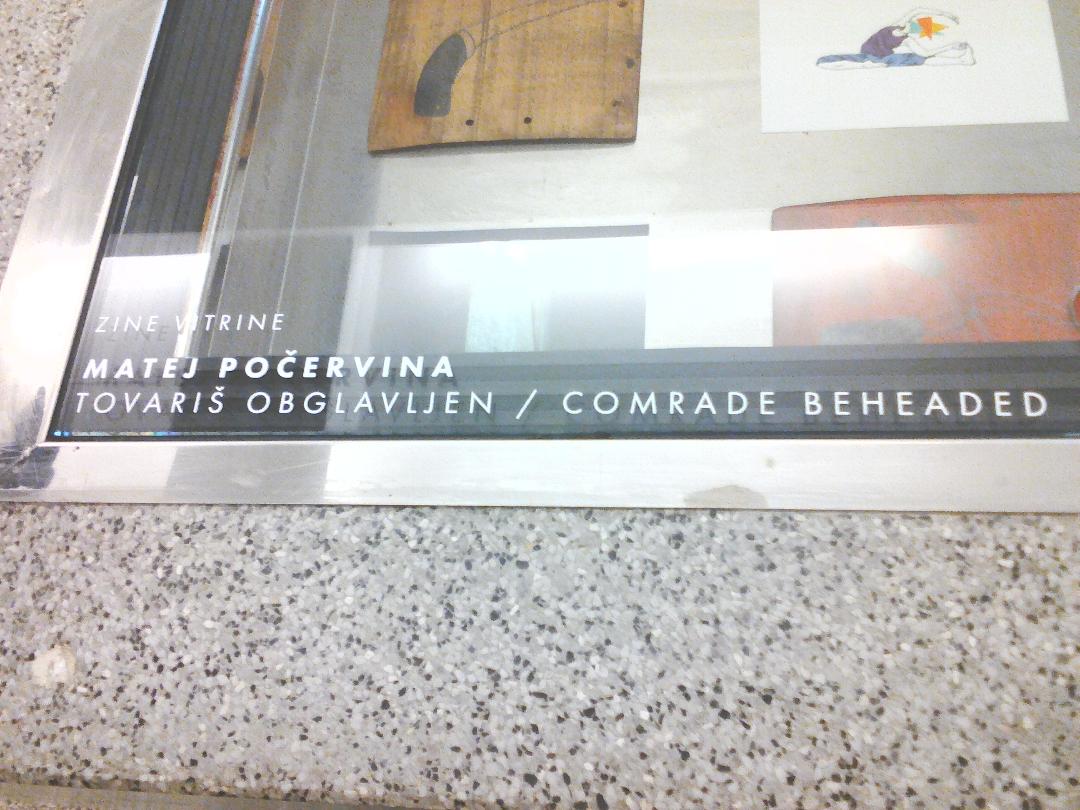 ZINE VITRINE
MATEJ POČERVINA
TOVARIŠ OBGLAVLJEN / COMRADE BEHEADED